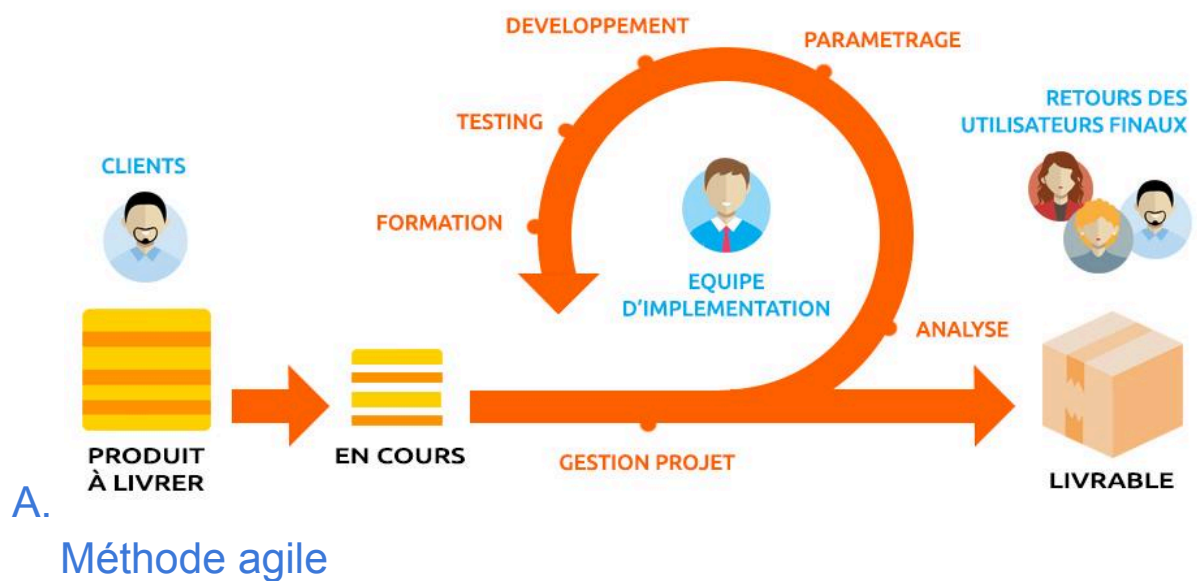 DEVELOPPEMENT
PARAMETRAGE
RETOURS DES
UTILISATEURS FINAUX
TESTING
CLIENTS
FORMATION
EQUIPE
D'IMPLEMENTATION
ANALYSE
PRODUIT
À LIVRER
EN COURS
GESTION PROJET
LIVRABLE
A.
Méthode agile